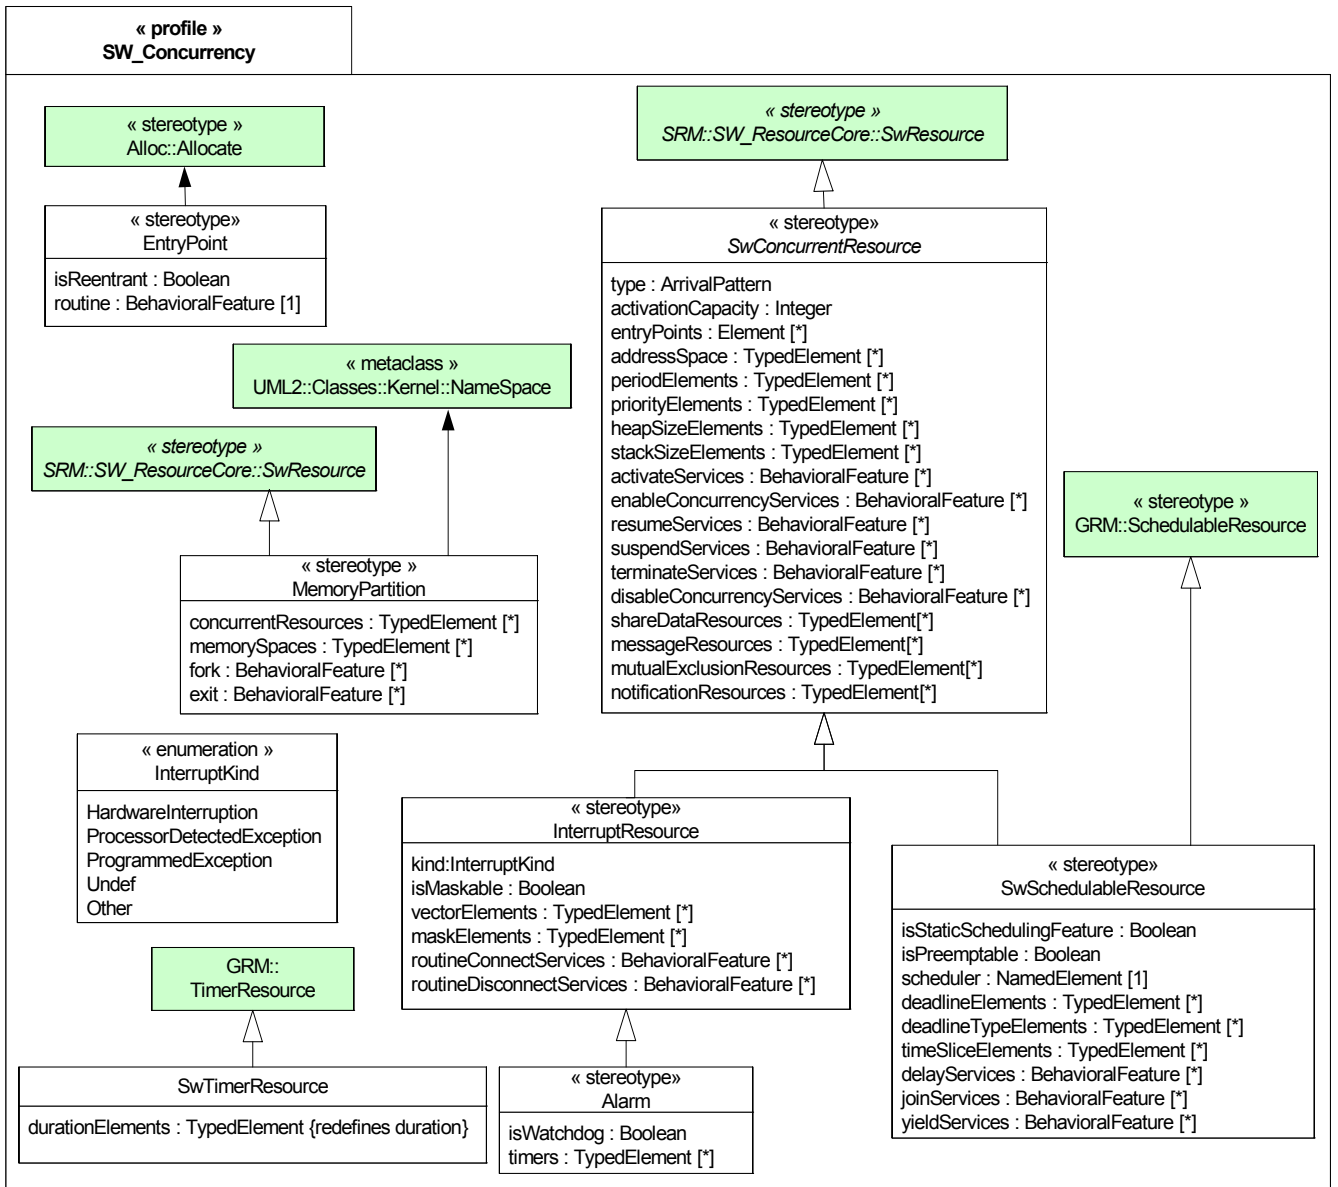 « profile »
SW_Concurrency
« stereotype »
Alloc::Allocate
« stereotype»
EntryPoint
isReentrant : Boolean
routine : BehavioralFeature [1]
« metaclass »
UML2::Classes::Kernel::NameSpace
« stereotype »
SRM::SW_ResourceCore::SwResource
« stereotype »
MemoryPartition
concurrentResources : TypedElement [*]
memorySpaces : TypedElement [*]
fork : BehavioralFeature [*]
exit : BehavioralFeature [*]
« enumeration »
InterruptKind
HardwareInterruption
ProcessorDetectedException
ProgrammedException
Undef
Other
GRM::
TimerResource
SwTimerResource
durationElements : TypedElement {redefines duration}
« stereotype »
SRM::SW_ResourceCore::SwResource
« stereotype»
SwConcurrentResource
type : ArrivalPattern
activationCapacity : Integer
entryPoints : Element [*]
addressSpace : TypedElement [*]
periodElements : TypedElement [*]
priorityElements : TypedElement [*]
heapSizeElements : TypedElement [*]
stackSizeElements : TypedElement [*]
activateServices : BehavioralFeature [*]
enableConcurrencyServices : BehavioralFeature [*]
resumeServices : BehavioralFeature [*]
suspendServices : BehavioralFeature [*]
terminateServices : BehavioralFeature [*]
disableConcurrencyServices : BehavioralFeature [*]
shareDataResources : TypedElement[*]
messageResources : TypedElement[*]
mutualExclusionResources : TypedElement[*]
notificationResources : TypedElement[*]
« stereotype »
GRM::SchedulableResource
« stereotype»
InterruptResource
kind:InterruptKind
isMaskable : Boolean
vectorElements : TypedElement [*]
maskElements : TypedElement [*]
routineConnectServices : BehavioralFeature [*]
routineDisconnectServices : BehavioralFeature [*]
« stereotype»
Alarm
isWatchdog : Boolean
timers : TypedElement [*]
« stereotype»
SwSchedulableResource
isStaticSchedulingFeature : Boolean
isPreemptable : Boolean
scheduler : NamedElement [1]
deadlineElements : TypedElement [*]
deadlineTypeElements : TypedElement [*]
timeSliceElements : TypedElement [*]
delayServices : BehavioralFeature [*]
joinServices : BehavioralFeature [*]
yieldServices : BehavioralFeature [*]